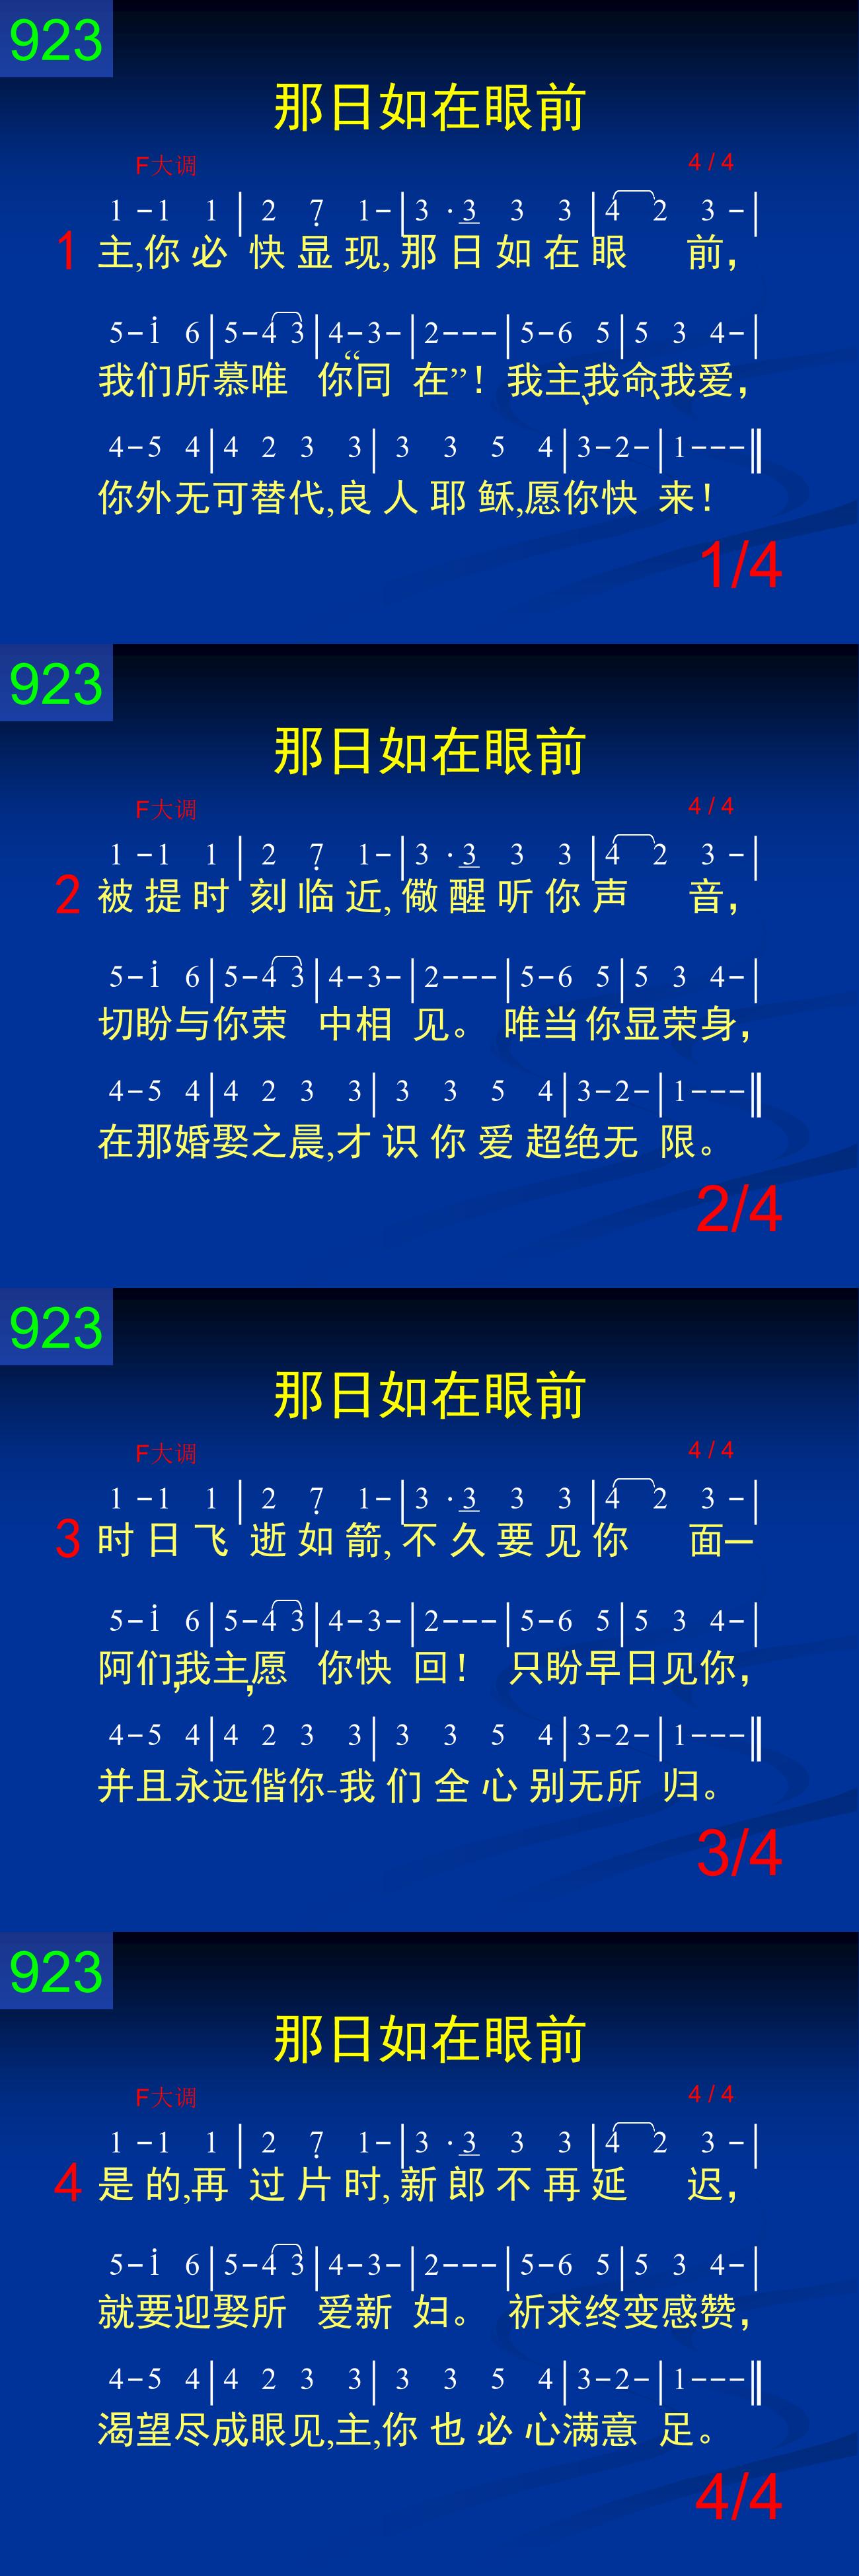 923
那日如在眼前
F大调 4 / 4
1 -1 1 | 2 7̣ 1- | 3 · 3 3 3 | 4 2 3 - |
1 主,你 必 快 显 现, 那 日 如 在 眼 前，
5-i 6 | 5-4 3 | 4-3- | 2--- | 5-6 5 | 5 3 4- |
我们所慕唯 你“同 在”！ 我主、我命、我爱，
4-5 4 | 4 2 3 3 | 3 3 5 4 | 3-2- | 1--- ||
你外无可替代,良 人 耶 稣,愿你快 来！
1/4
923
那日如在眼前
F大调 4 / 4
1 -1 1 | 2 7̣ 1- | 3 · 3 3 3 | 4 2 3 - |
2 被 提 时 刻 临 近, 儆 醒 听 你 声 音，
5-i 6 | 5-4 3 | 4-3- | 2--- | 5-6 5 | 5 3 4- |
切盼与你荣 中相 见。 唯当你显荣身，
4-5 4 | 4 2 3 3 | 3 3 5 4 | 3-2- | 1--- ||
在那婚娶之晨,才 识 你 爱 超绝无 限。
2/4
923
那日如在眼前
F大调 4 / 4
1 -1 1 | 2 7̣ 1- | 3 · 3 3 3 | 4 2 3 - |
3 时 日 飞 逝 如 箭, 不 久 要 见 你 面—
5-i 6 | 5-4 3 | 4-3- | 2--- | 5-6 5 | 5 3 4- |
阿们,我主,愿 你快 回！ 只盼早日见你，
4-5 4 | 4 2 3 3 | 3 3 5 4 | 3-2- | 1--- ||
并且永远偕你-我 们 全 心 别无所 归。
3/4
923
那日如在眼前
F大调 4 / 4
1 -1 1 | 2 7̣ 1- | 3 · 3 3 3 | 4 2 3 - |
4 是 的,再 过 片 时, 新 郎 不 再 延 迟，
5-i 6 | 5-4 3 | 4-3- | 2--- | 5-6 5 | 5 3 4- |
就要迎娶所 爱新 妇。 祈求终变感赞，
4-5 4 | 4 2 3 3 | 3 3 5 4 | 3-2- | 1--- ||
渴望尽成眼见,主,你 也 必 心满意 足。
4/4